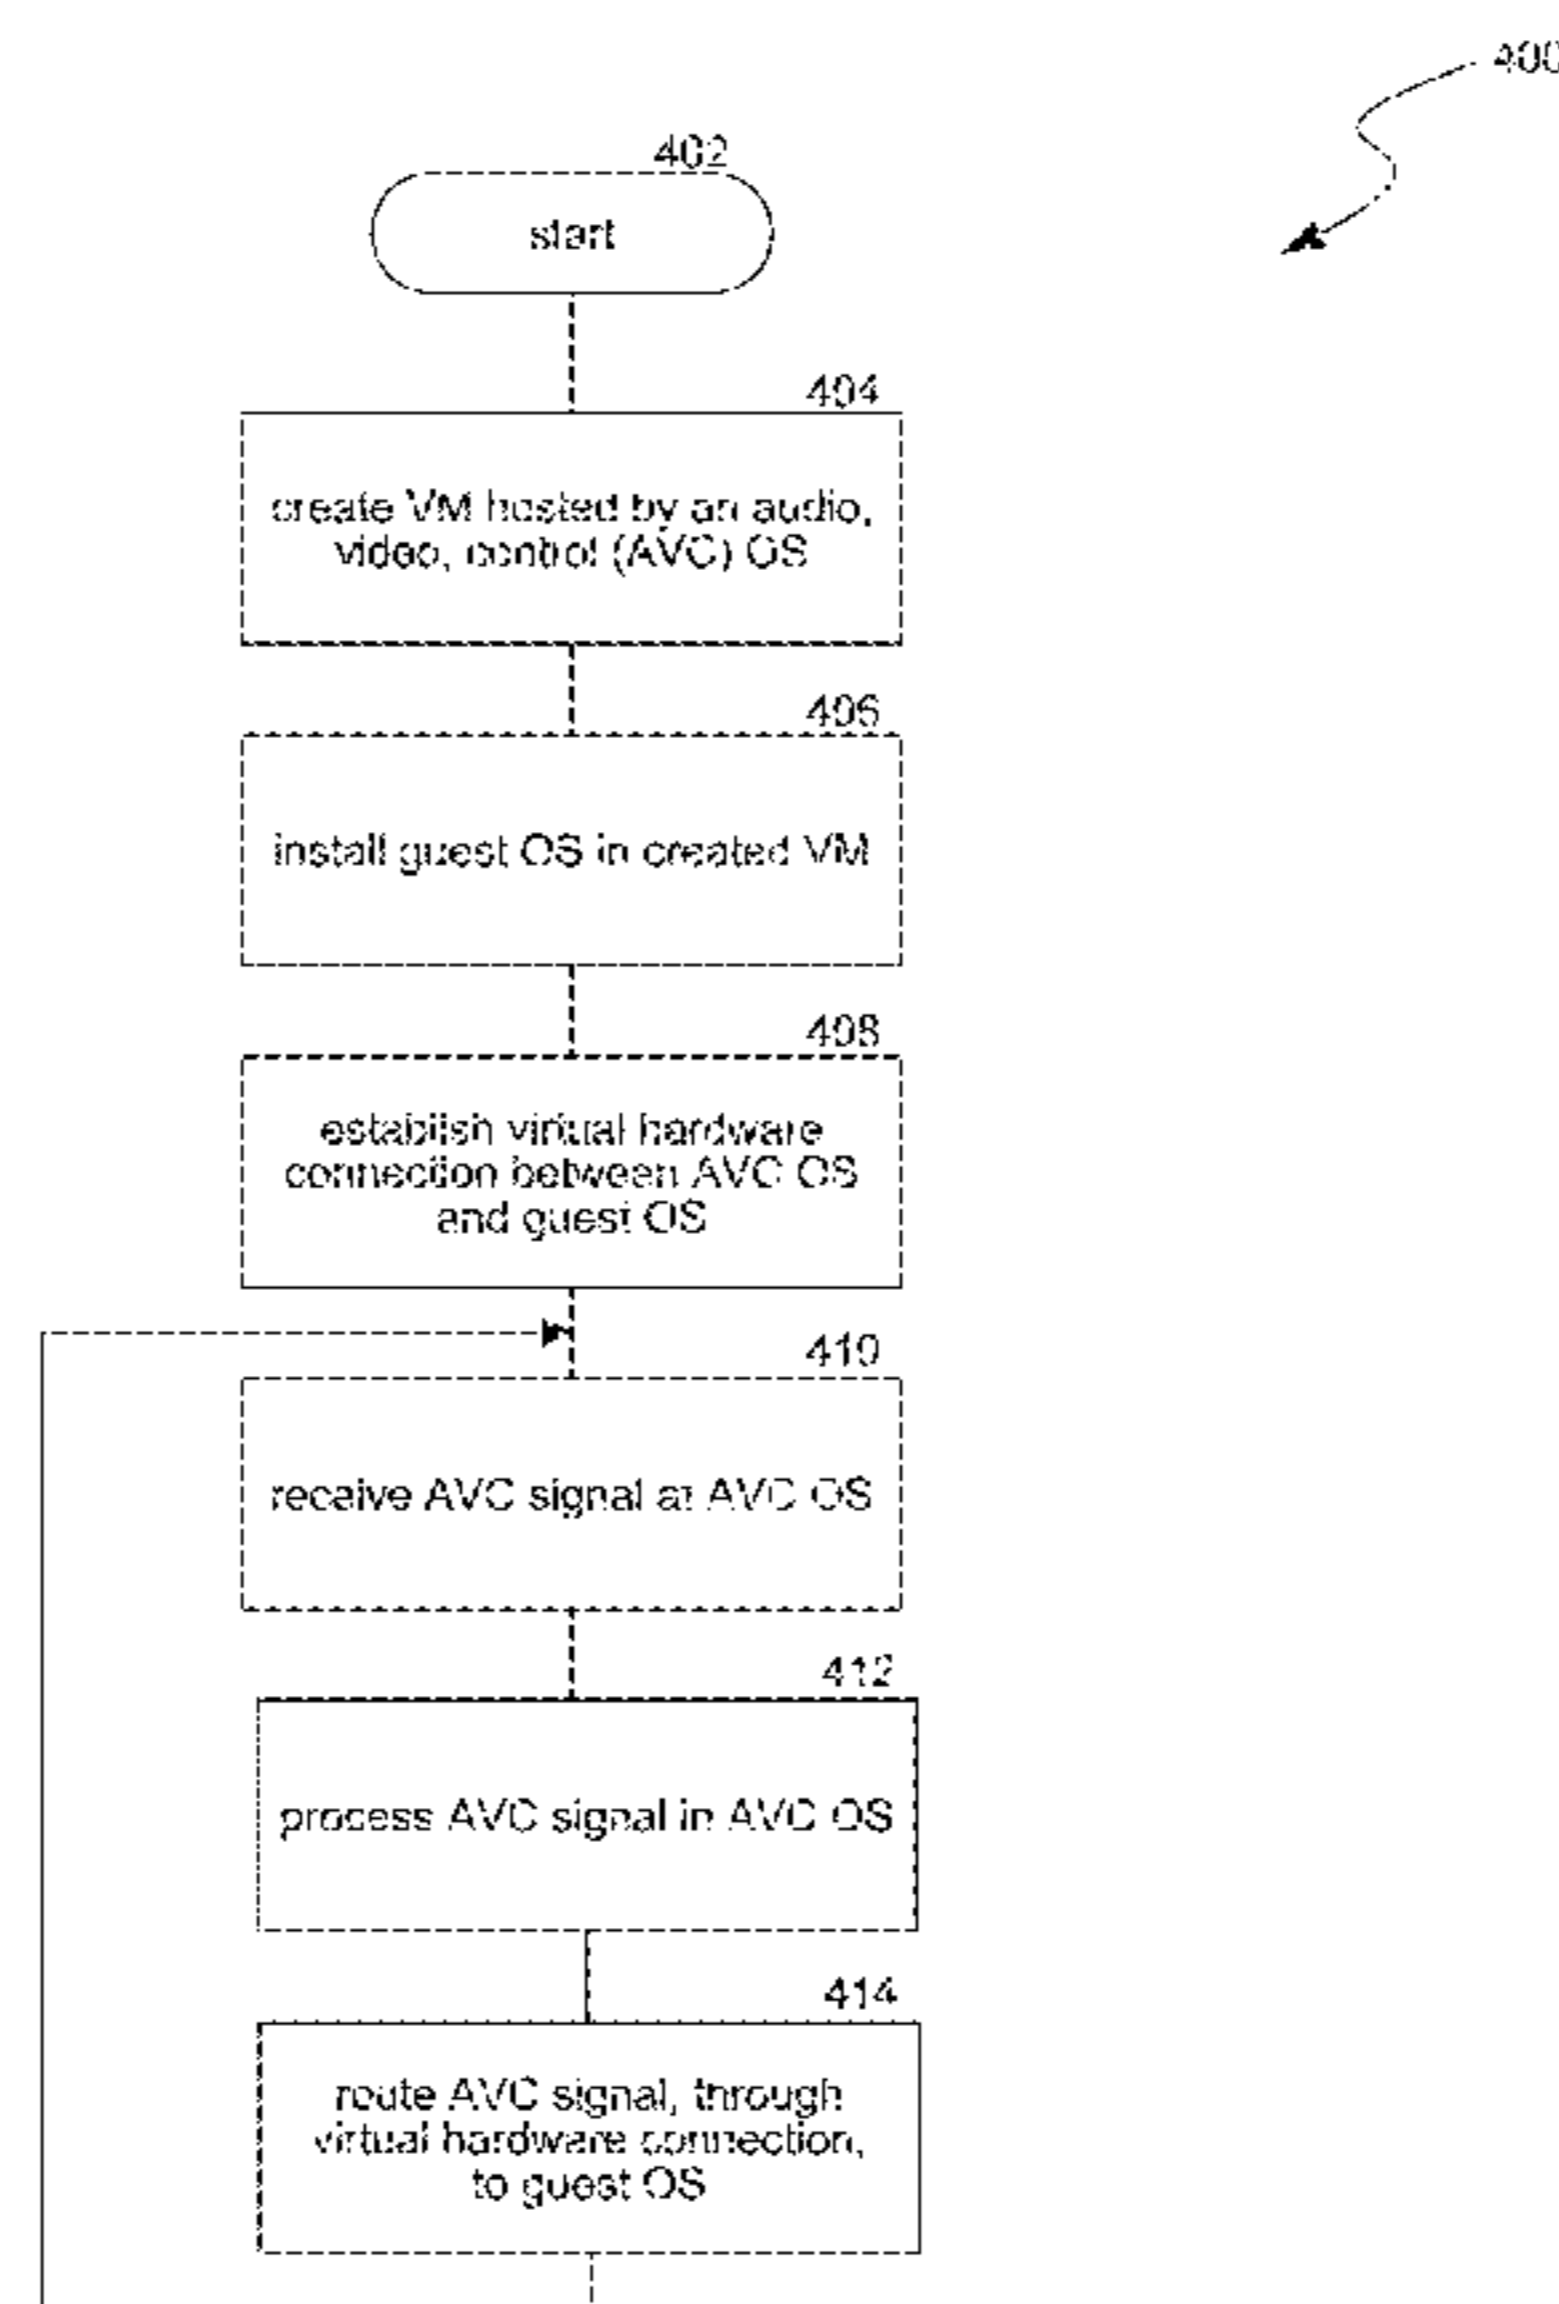 400
402
start
404
create VM hosted by an audio,
video, control (AVC) OS
406
install guest OS in created VM
408
establish virtual hardware
connection between AVC OS
and guest OS
410
receive AVC signal at AVC OS
412
process AVC signal in AVC OS
414
route AVC signal, through
virtual hardware connection,
to guest OS